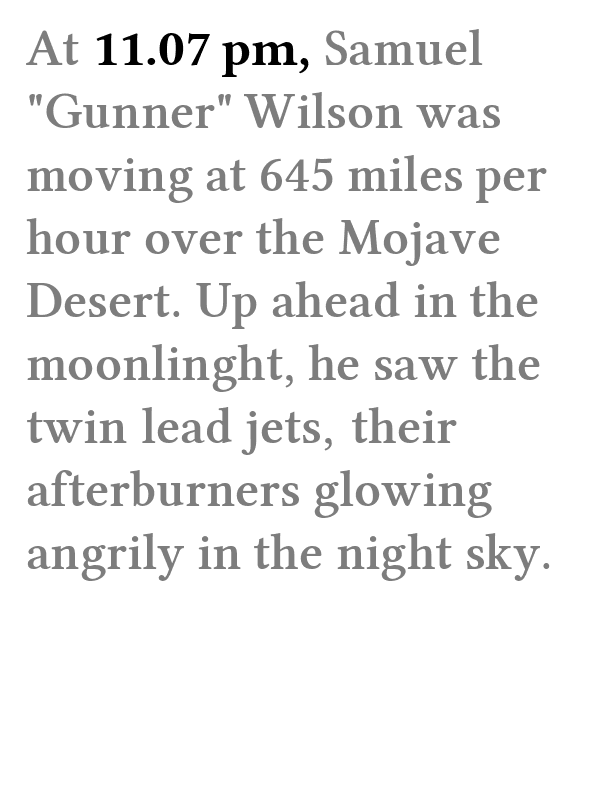 At 11.07 pm, Samuel
"Gunner" Wilson was
moving at 645 miles per
hour over the Mojave
Desert. Up ahead in the
moonlinght, he saw the
twin lead jets, their
afterburners glowing
angrily in the night sky.